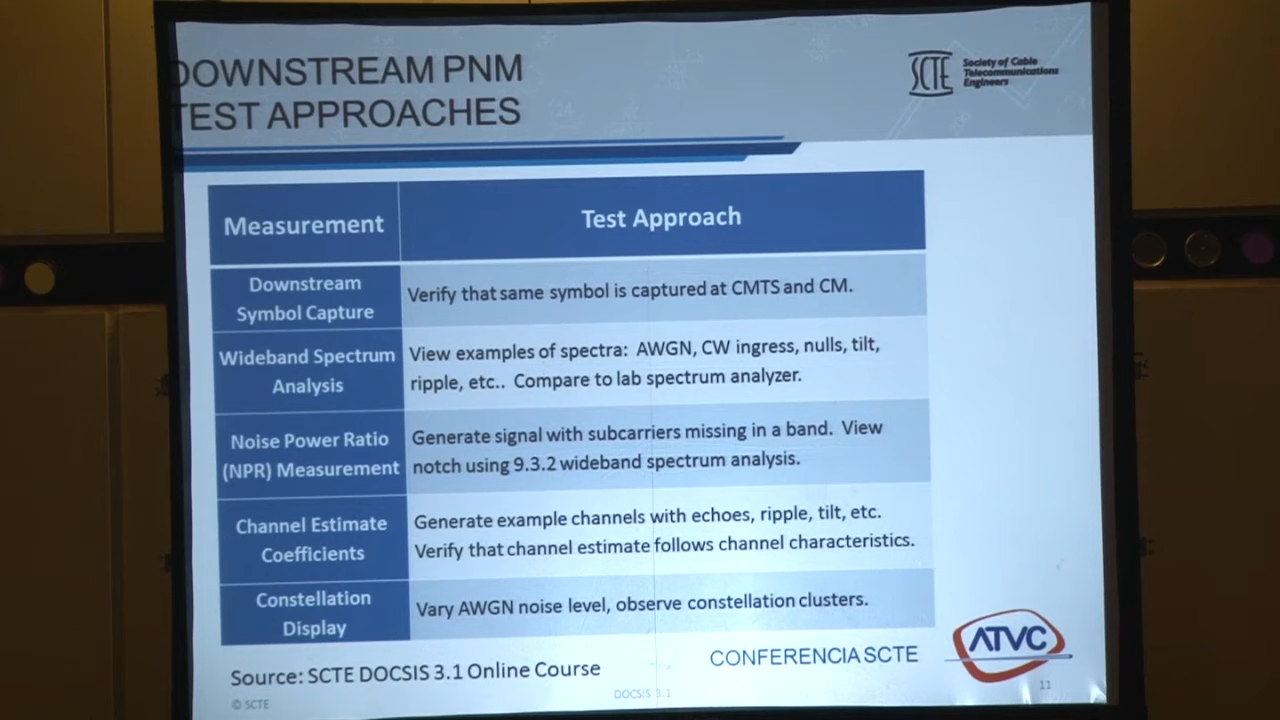 DOWNSTREAM PNM
TEST APPROACHES
SCTE
Society of Cable
Telecommunications
Engineers
Measurement
Test Approach
Downstream
Symbol Capture
Verify that same symbol is captured at CMTS and CM.
Wideband Spectrum
Analysis
View examples of spectra: AWGN, CW ingress, nulls, tilt,
ripple, etc.. Compare to lab spectrum analyzer.
Noise Power Ratio
(NPR) Measurement
Generate signal with subcarriers missing in a band. View
notch using 9.3.2 wideband spectrum analysis.
Channel Estimate
Coefficients
Generate example channels with echoes, ripple, tilt, etc.
Verify that channel estimate follows channel characteristics.
Constellation
Display
Vary AWGN noise level, observe constellation clusters.
Source: SCTE DOCSIS 3.1 Online Course
CONFERENCIA SCTE
ATVC
© SCTE
DOCSIS 3.1
11